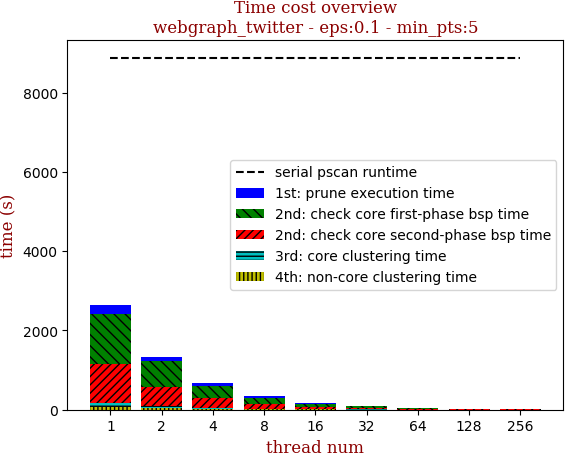 Time cost overview
webgraph_twitter - eps:0.1 - min_pts:5
time (s)
8000
6000
4000
2000
0
serial pscan runtime
1st: prune execution time
2nd: check core first-phase bsp time
2nd: check core second-phase bsp time
3rd: core clustering time
4th: non-core clustering time
1 2 4 8 16 32 64 128 256
thread num